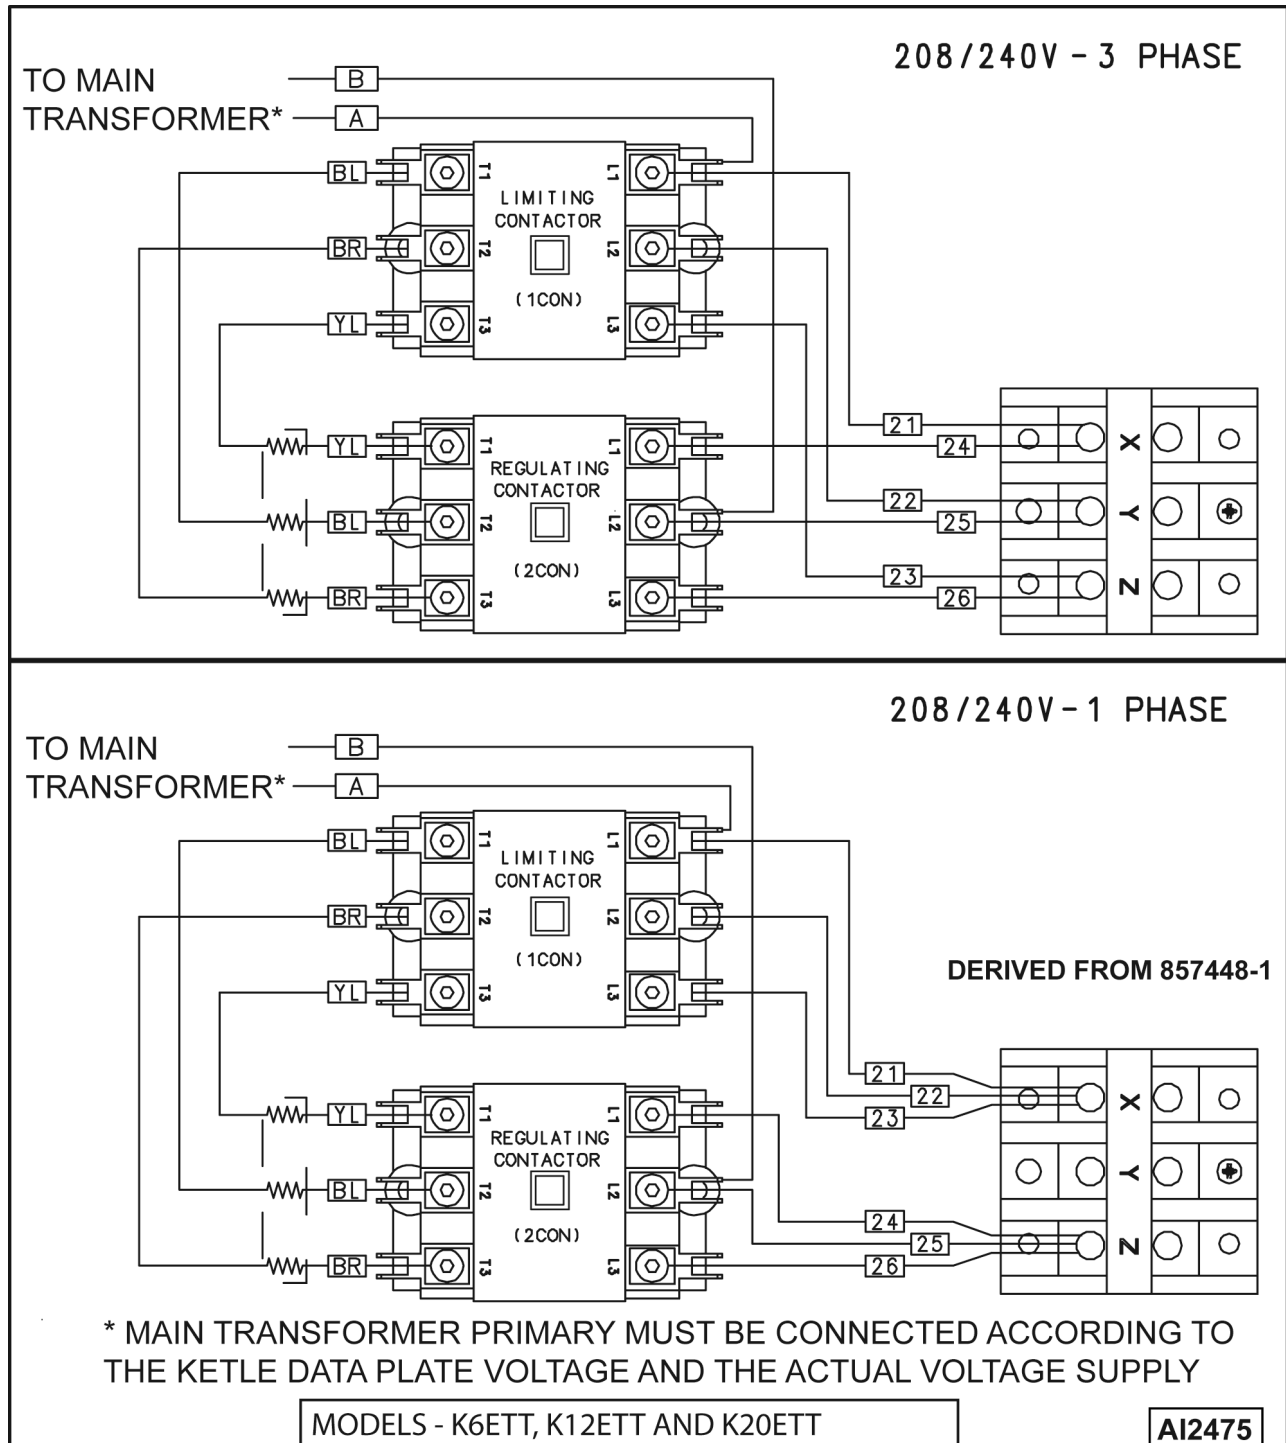 208/240V-3 PHASE
TO MAIN
TRANSFORMER*
B
A
BL
BR
YL
T1
T2
T3
LIMITING
CONTACTOR
(1CON)
L1
L2
L3
YL
BL
BR
T1
T2
T3
REGULATING
CONTACTOR
(2CON)
L1
L2
L3
21
24
22
25
23
26
X
Y
Z
208/240V-1 PHASE
TO MAIN
TRANSFORMER*
B
A
BL
BR
YL
T1
T2
T3
LIMITING
CONTACTOR
(1CON)
L1
L2
L3
DERIVED FROM 857448-1
YL
BL
BR
T1
T2
T3
REGULATING
CONTACTOR
(2CON)
L1
L2
L3
21
22
23
24
25
26
X
Y
Z
* MAIN TRANSFORMER PRIMARY MUST BE CONNECTED ACCORDING TO
THE KETLE DATA PLATE VOLTAGE AND THE ACTUAL VOLTAGE SUPPLY
MODELS - K6ETT, K12ETT AND K20ETT
AI2475